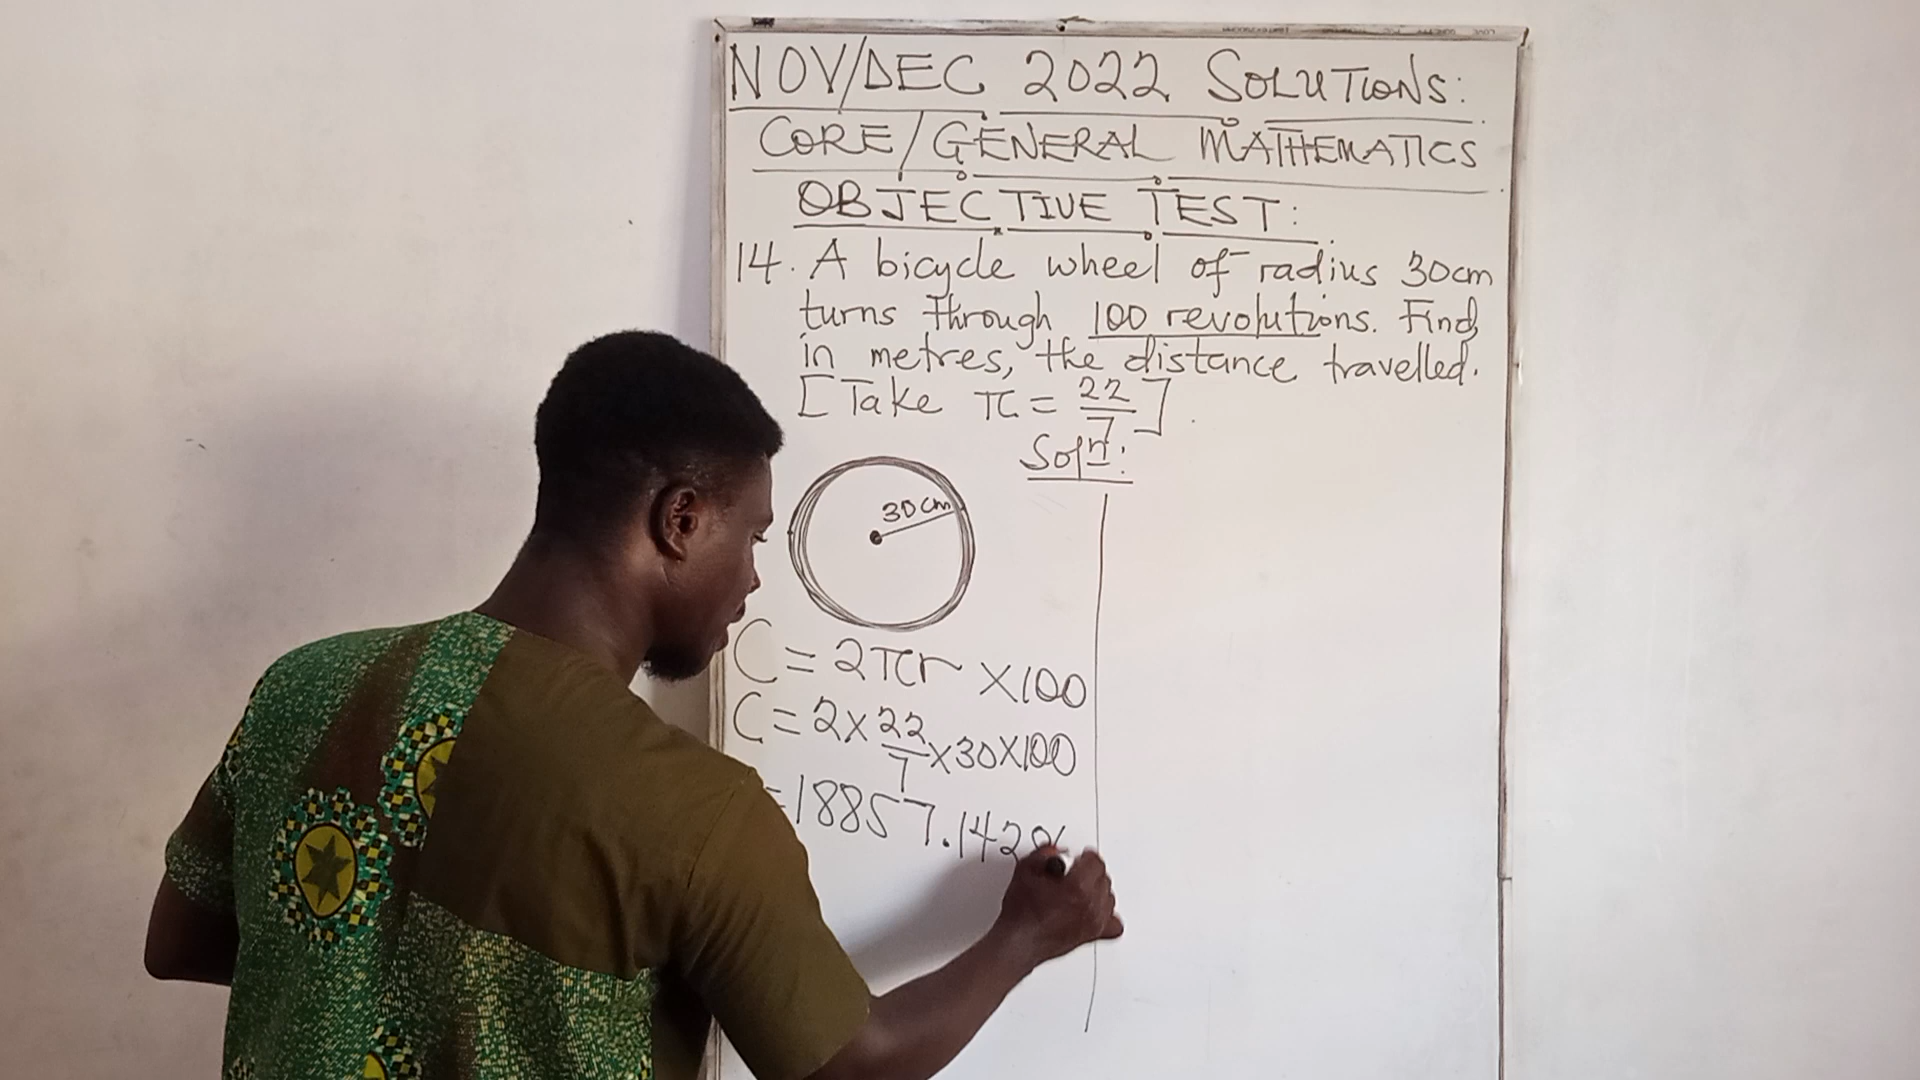 NOV/DEC 2022 SOLUTIONS:
CORE/GENERAL MATHEMATICS
OBJECTIVE TEST:
14. A bicycle wheel of radius 30cm
turns through 100 revolutions. Find,
in metres, the distance travelled.
[Take π = 22/7].
Soln:
30cm
C = 2πr ×100
C = 2×22/7×30×100
=18857.142